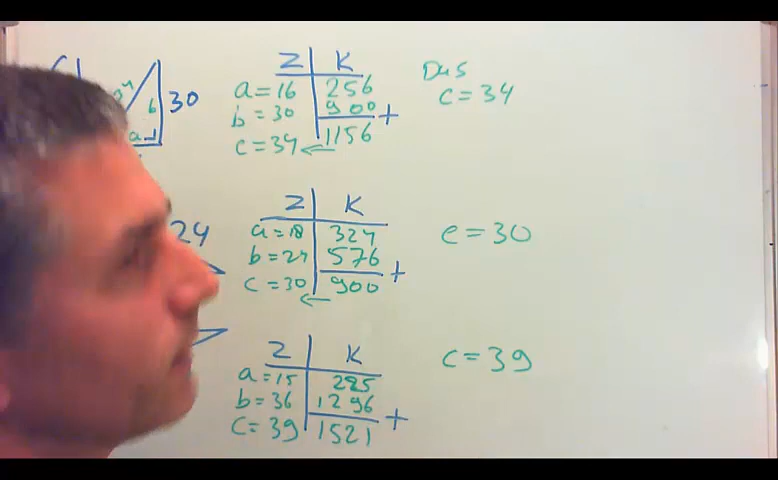 30
b
a
Z K
a=16 256
b=30 900 +
c=34 ← 1156
Dus
c=34
24
Z K
a=18 324
b=24 576 +
c=30 ← 900
c=30
Z K
a=15 225
b=36 1296 +
c=39 1521
c=39